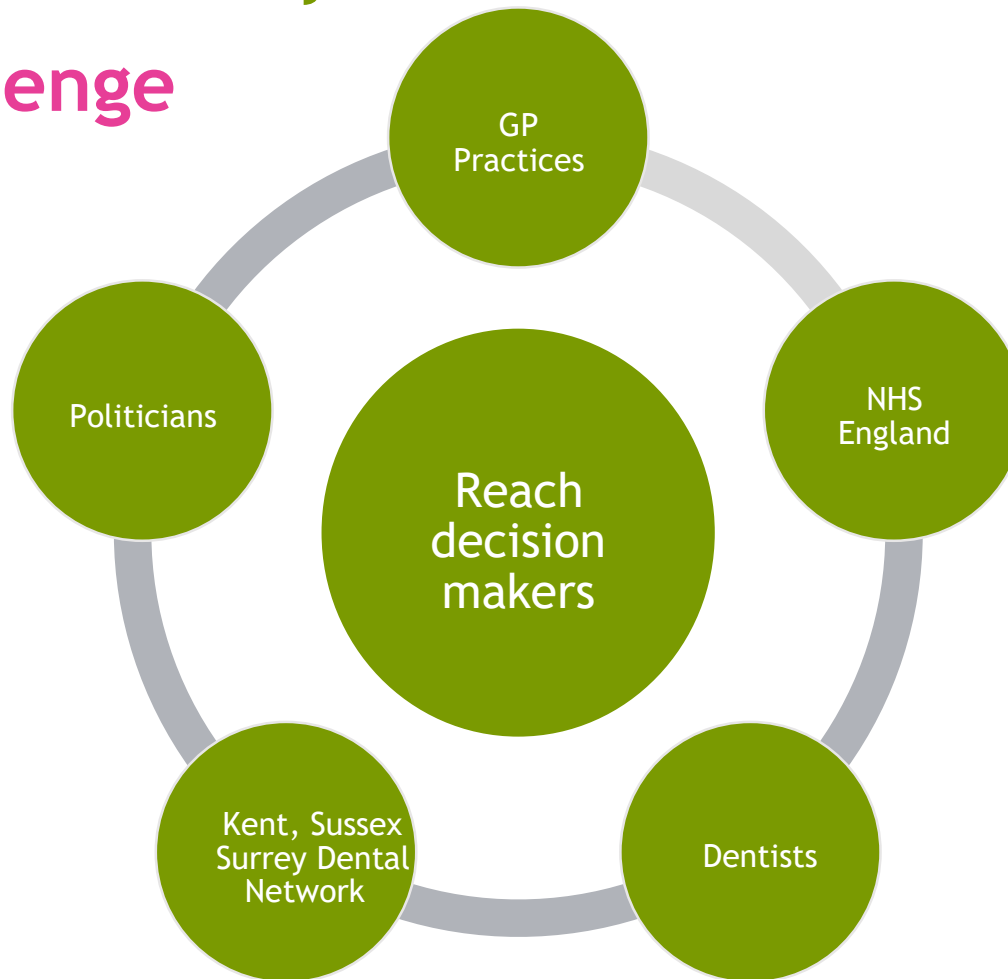 enge
GP
Practices
NHS
England
Politicians
Reach
decision
makers
Kent, Sussex
Surrey Dental
Network
Dentists